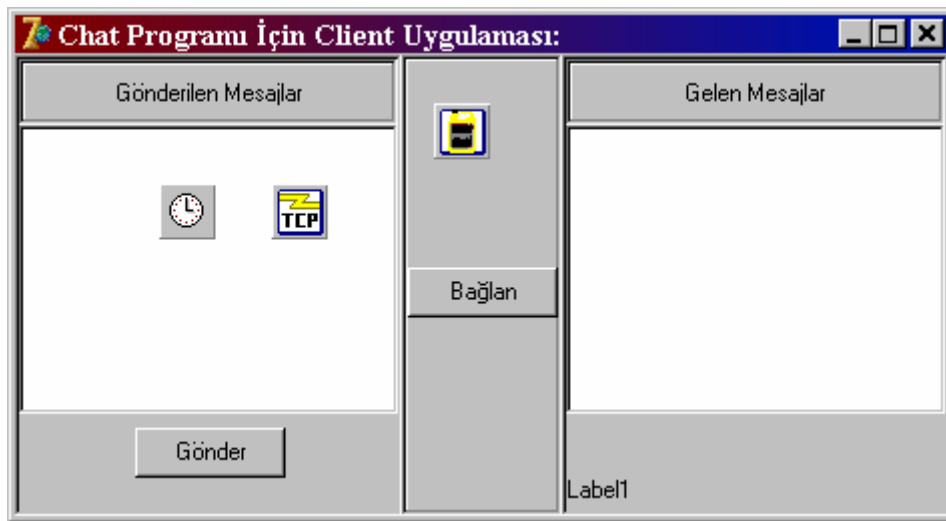 Chat Programı İçin Client Uygulaması:
Gönderilen Mesajlar
Gelen Mesajlar
TCP
Bağlan
Gönder
Label1